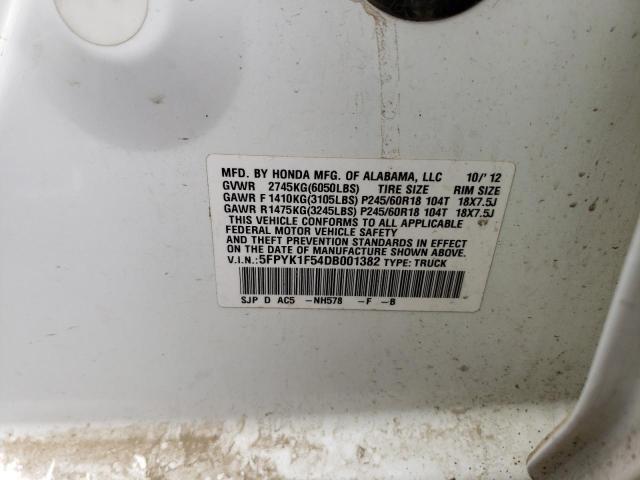 MFD. BY HONDA MFG. OF ALABAMA, LLC 10/' 12
GVWR 2745KG(6050LBS) TIRE SIZE RIM SIZE
GAWR F 1410KG(3105LBS) P245/60R18 104T 18X7.5J
GAWR R1475KG(3245LBS) P245/60R18 104T 18X7.5J
THIS VEHICLE CONFORMS TO ALL APPLICABLE
FEDERAL MOTOR VEHICLE SAFETY
AND THEFT PREVENTION STANDARDS IN EFFECT
ON THE DATE OF MANUFACTURE SHOWN ABOVE.
V.I.N.: 5FPYK1F54DB001382 TYPE: TRUCK
SJP D AC5 -NH578 -F -B